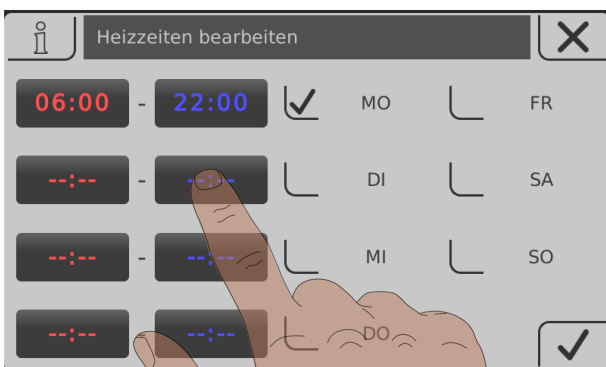 Heizzeiten bearbeiten
06:00 - 22:00 MO FR
--:-- - --:-- DI SA
--:-- - --:-- MI SO
--:-- - --:-- DO